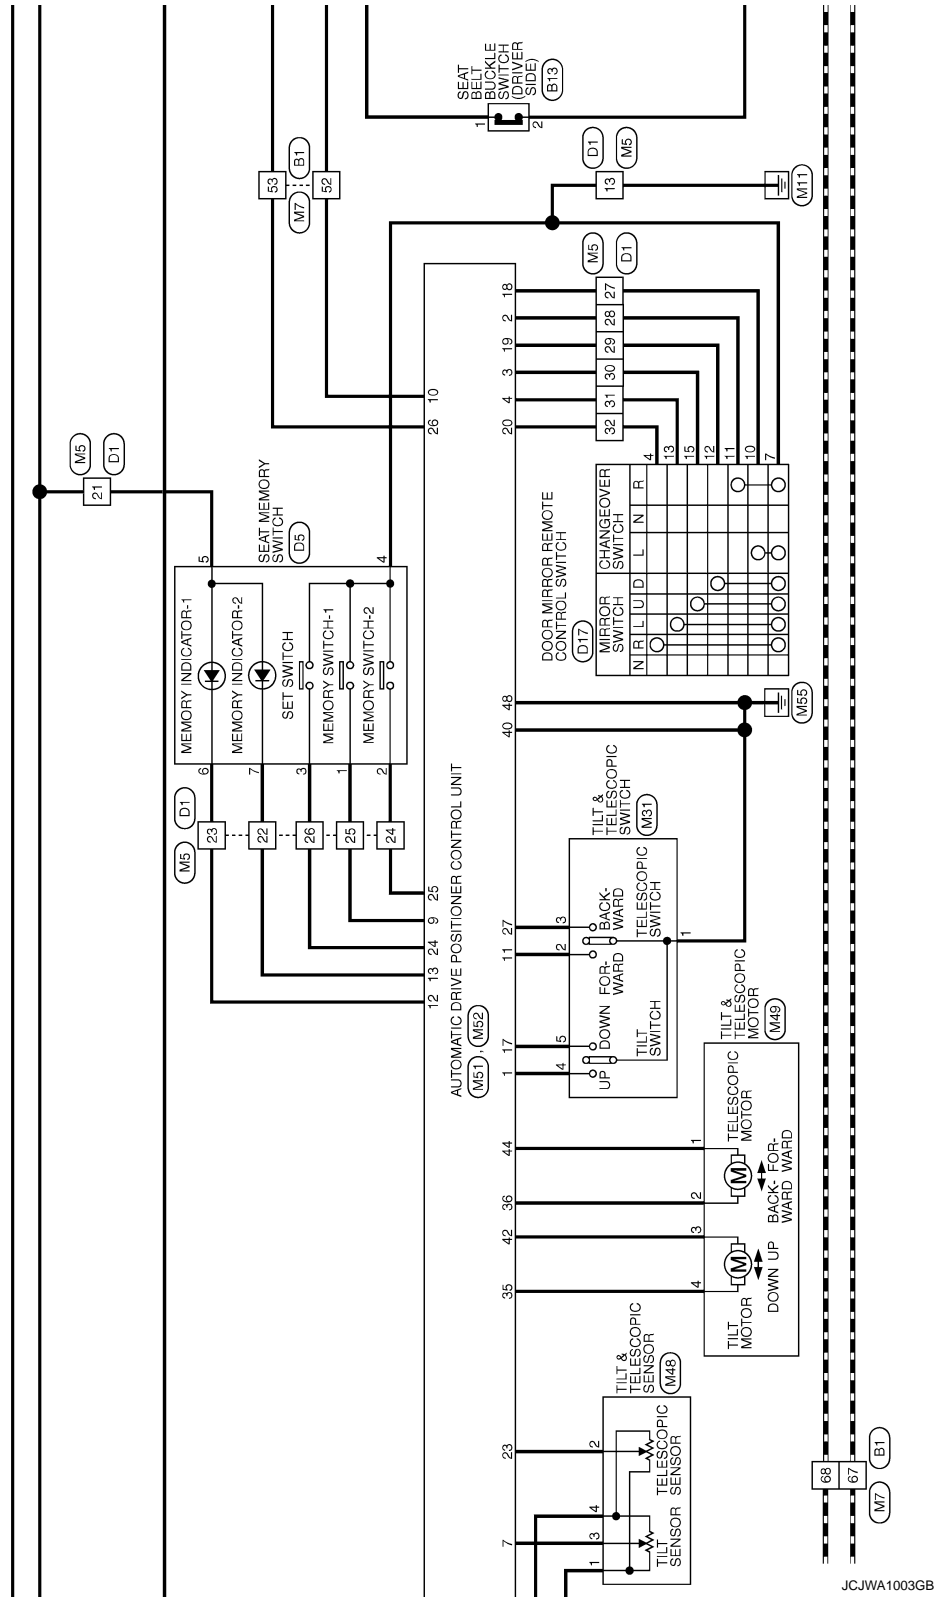 SEAT
BELT
BUCKLE
SWITCH
(DRIVER
SIDE)
B13
1
2
53
52
M7
B1
D1
M5
13
M11
M5
D1
21
10
26
18
2
19
3
4
20
M5
D1
27
28
29
30
31
32
4
13
15
12
11
10
7
SEAT MEMORY
SWITCH
D5
5
4
MEMORY INDICATOR-1
MEMORY INDICATOR-2
SET SWITCH
MEMORY SWITCH-1
MEMORY SWITCH-2
6
7
3
1
2
M5
D1
23
22
26
25
24
12
13
24
9
25
DOOR MIRROR REMOTE
CONTROL SWITCH
D17
MIRROR
SWITCH
CHANGEOVER
SWITCH
N
R
L
U
D
L
N
R
48
40
M55
AUTOMATIC DRIVE POSITIONER CONTROL UNIT
M51 , M52
TILT &
TELESCOPIC
SWITCH
M31
1
17
11
27
4
5
2
3
UP
DOWN
FOR-
WARD
BACK-
WARD
TILT
SWITCH
TELESCOPIC
SWITCH
1
TILT &
TELESCOPIC
MOTOR
M49
35
42
36
44
4
3
2
1
TILT
MOTOR
DOWN UP
M
M
BACK-
WARD
FOR-
WARD
TELESCOPIC
MOTOR
TILT &
TELESCOPIC
SENSOR
M48
7
23
1
3
4
2
TILT
SENSOR
TELESCOPIC
SENSOR
68
67
M7
B1
JCJWA1003GB